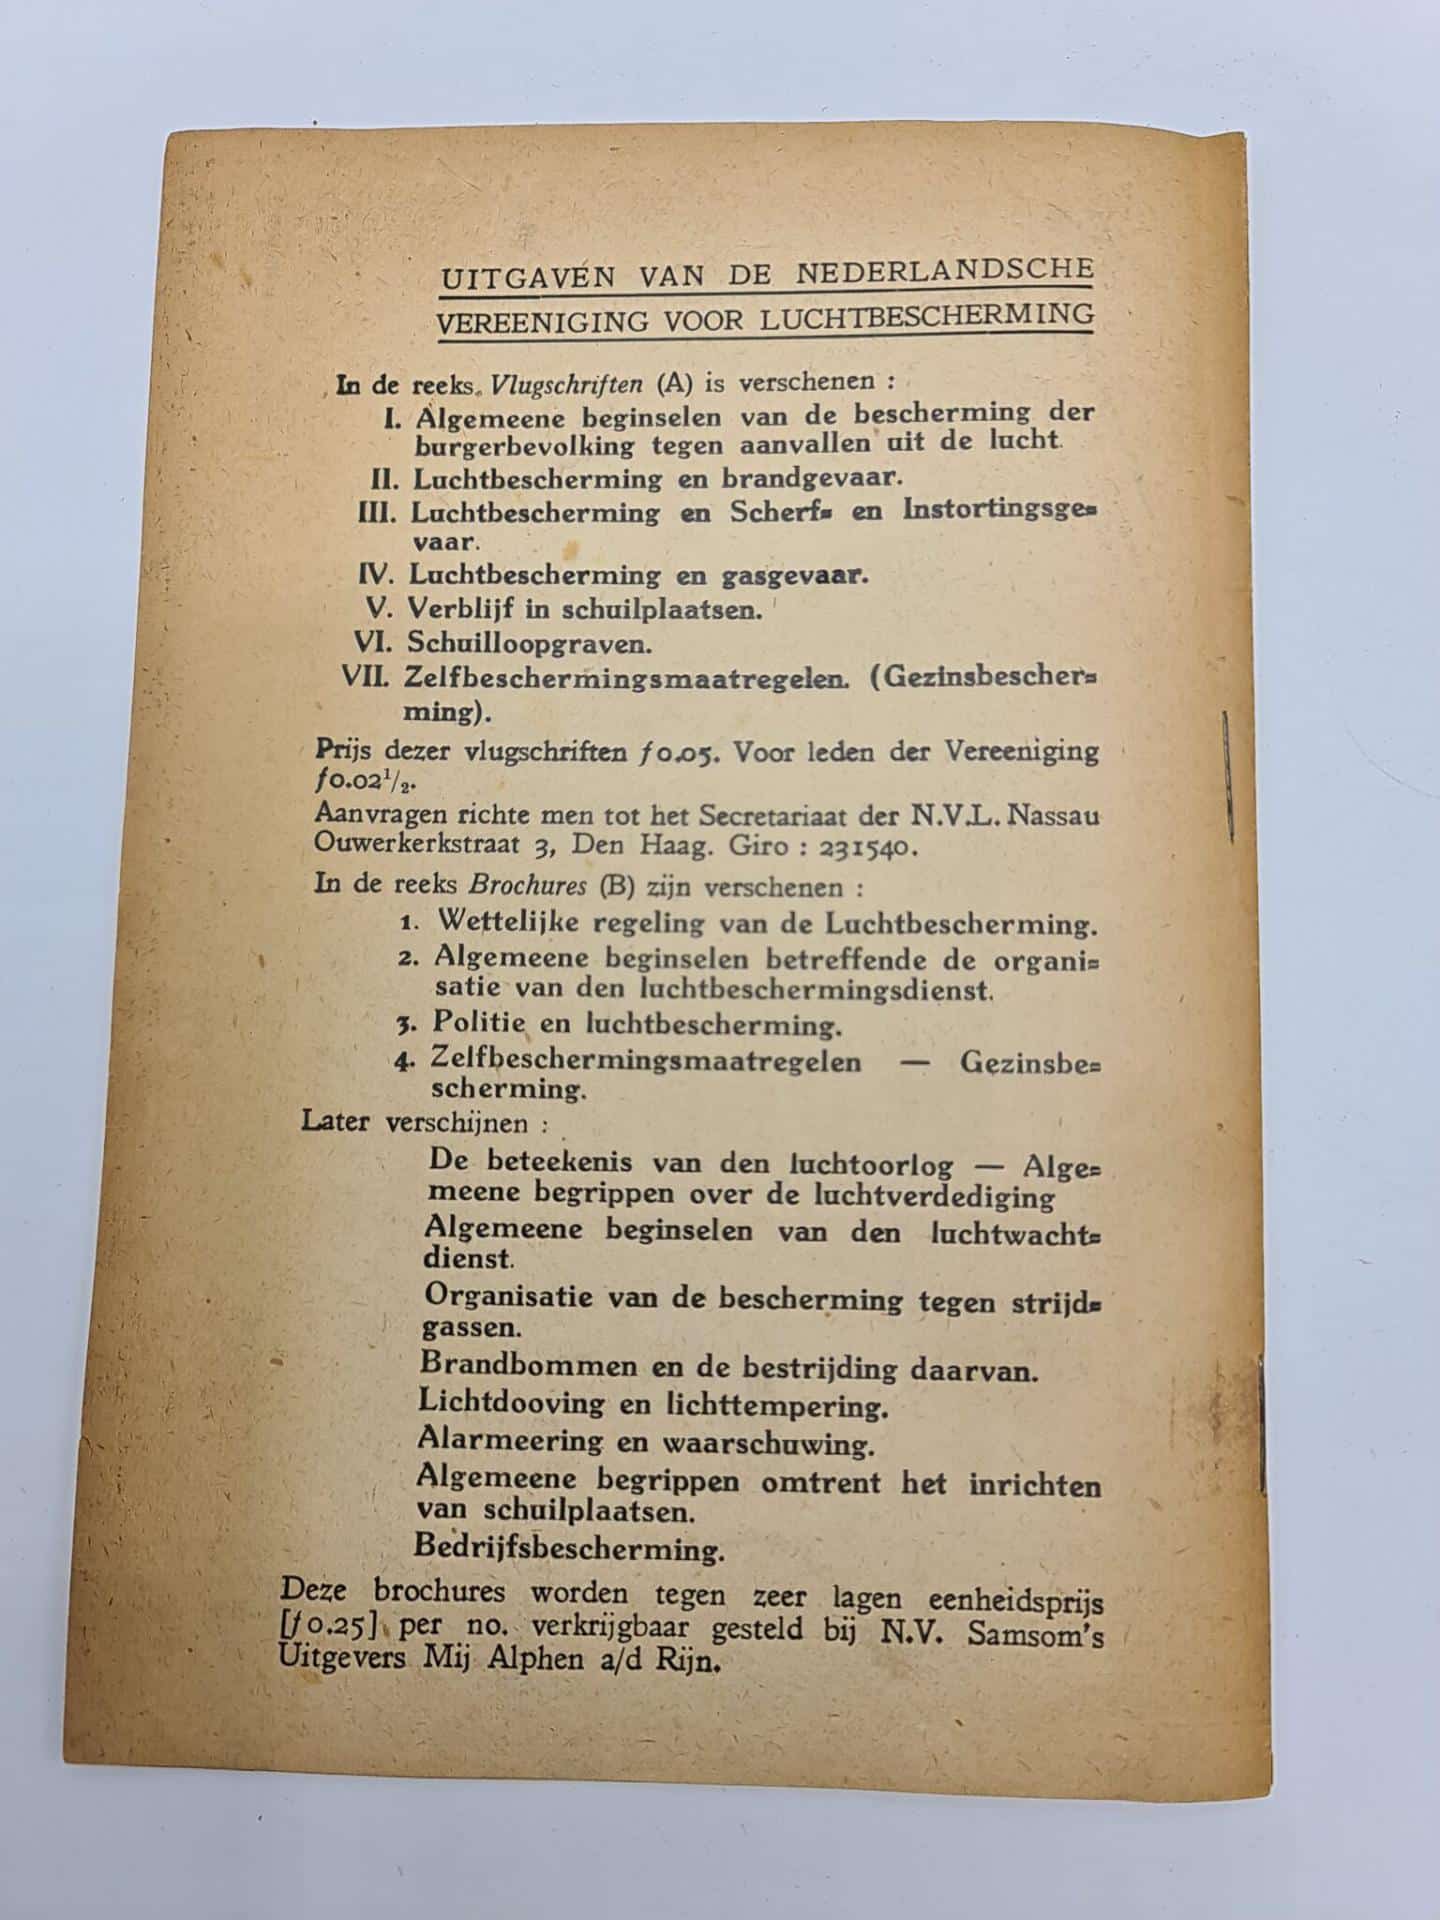 UITGAVEN VAN DE NEDERLANDSCHE
VEREENIGING VOOR LUCHTBESCHERMING
In de reeks Vlugschriften (A) is verschenen :
I. Algemeene beginselen van de bescherming der
burgerbevolking tegen aanvallen uit de lucht.
II. Luchtbescherming en brandgevaar.
III. Luchtbescherming en Scherf= en Instortingsge=
vaar.
IV. Luchtbescherming en gasgevaar.
V. Verblijf in schuilplaatsen.
VI. Schuilloopgraven.
VII. Zelfbeschermingsmaatregelen. (Gezinsbescher=
ming).
Prijs dezer vlugschriften ƒ0.05. Voor leden der Vereeniging
ƒ0.02½.
Aanvragen richte men tot het Secretariaat der N.V.L. Nassau
Ouwerkerkstraat 3, Den Haag. Giro : 231540.
In de reeks Brochures (B) zijn verschenen :
1. Wettelijke regeling van de Luchtbescherming.
2. Algemeene beginselen betreffende de organi=
satie van den luchtbeschermingsdienst.
3. Politie en luchtbescherming.
4. Zelfbeschermingsmaatregelen — Gezinsbe=
scherming.
Later verschijnen :
De beteekenis van den luchtoorlog — Alge=
meene begrippen over de luchtverdediging
Algemeene beginselen van den luchtwacht=
dienst.
Organisatie van de bescherming tegen strijd=
gassen.
Brandbommen en de bestrijding daarvan.
Lichtdooving en lichttempering.
Alarmeering en waarschuwing.
Algemeene begrippen omtrent het inrichten
van schuilplaatsen.
Bedrijfsbescherming.
Deze brochures worden tegen zeer lagen eenheidsprijs
[ƒ0.25] per no. verkrijgbaar gesteld bij N.V. Samsom's
Uitgevers Mij Alphen a/d Rijn.